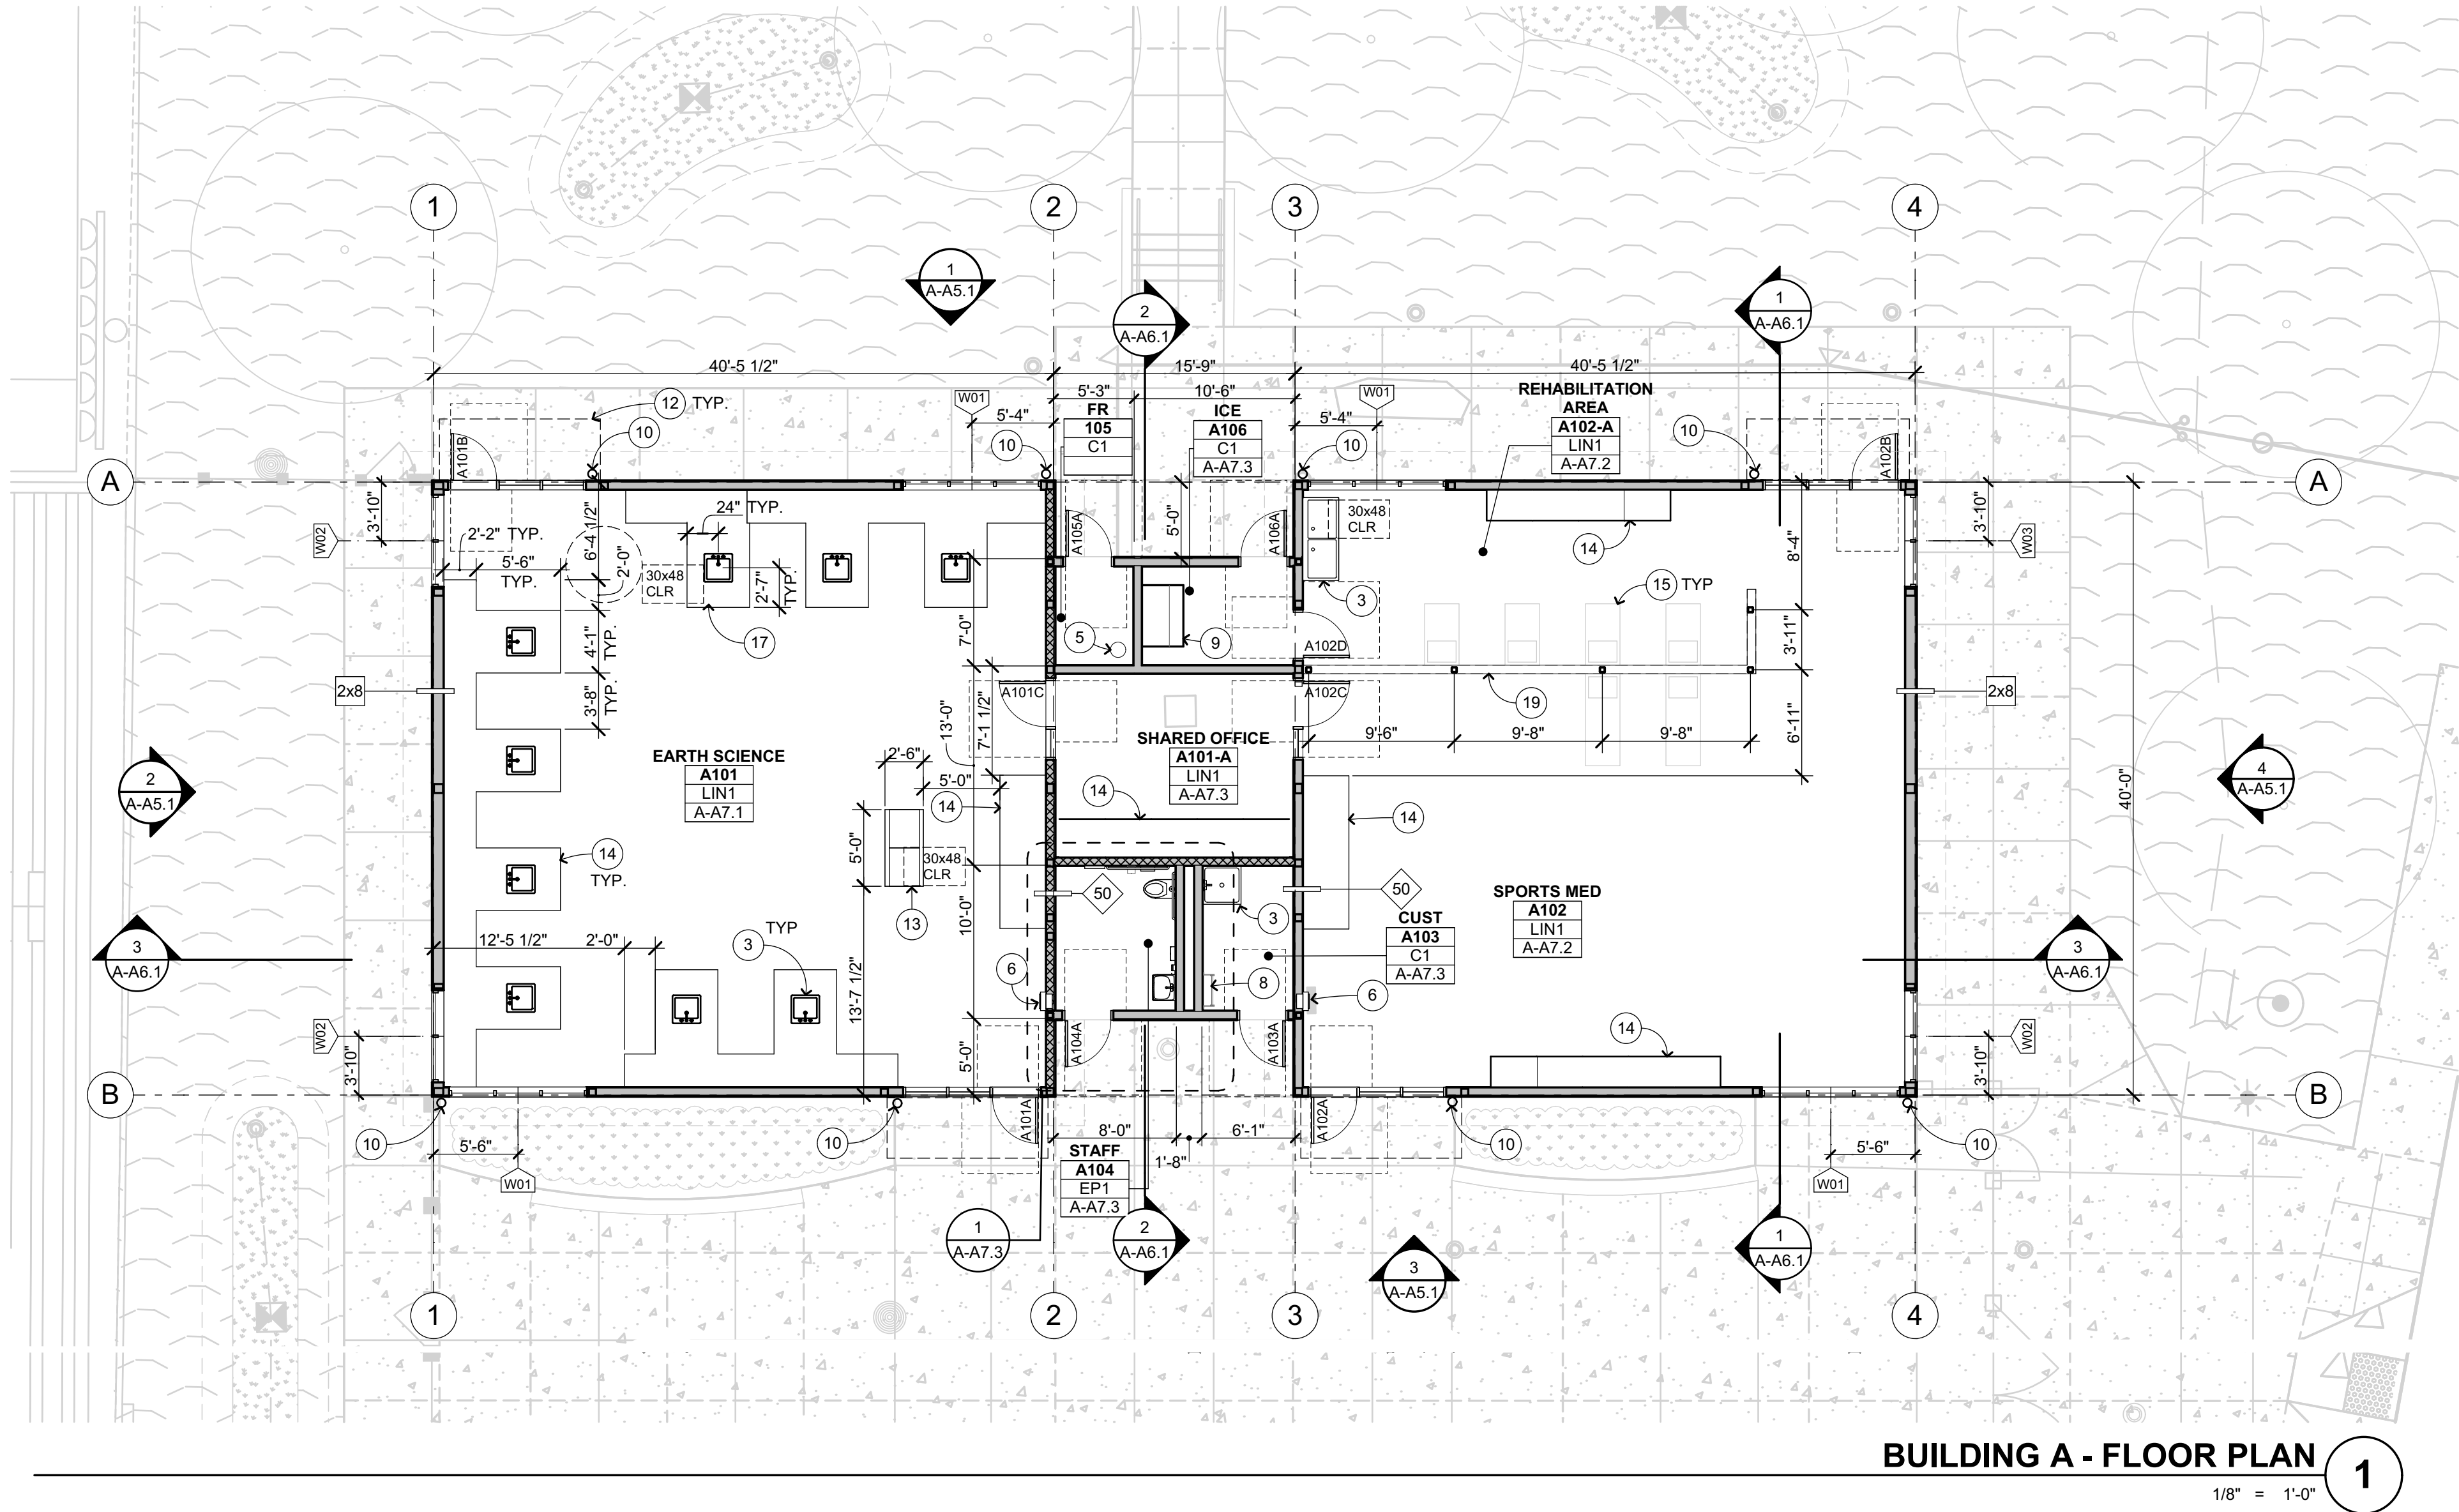 1
2
3
4
1
A-A5.1
2
A-A6.1
1
A-A6.1
40'-5 1/2"
15'-9"
40'-5 1/2"
5'-3"
10'-6"
12 TYP.
10
W01
5'-4"
10
FR
105
C1
ICE
A106
C1
A-A7.3
W01
5'-4"
10
REHABILITATION
AREA
A102-A
LIN1
A-A7.2
10
A101B
A102B
A
A
3'-10"
W02
2'-2" TYP.
5'-6"
TYP.
6'-4 1/2"
2'-0"
30x48
CLR
24" TYP.
2'-7"
TYP.
17
4'-1"
TYP.
3'-8"
TYP.
7'-0"
A105A
5'-0"
A106A
5
9
30x48
CLR
3
14
15 TYP
8'-4"
3'-11"
3'-10"
W03
A102D
2x8
2x8
A101C
A102C
19
13'-0"
7'-1 1/2"
9'-6"
9'-8"
9'-8"
6'-11"
EARTH SCIENCE
A101
LIN1
A-A7.1
SHARED OFFICE
A101-A
LIN1
A-A7.3
2'-6"
5'-0"
14
14
14
2
A-A5.1
4
A-A5.1
40'-0"
5'-0"
30x48
CLR
14
TYP.
13
10'-0"
50
50
3
SPORTS MED
A102
LIN1
A-A7.2
CUST
A103
C1
A-A7.3
3
A-A6.1
12'-5 1/2"
2'-0"
3 TYP
13'-7 1/2"
6
8
6
3
A-A6.1
W02
3'-10"
14
5'-0"
A104A
A103A
W02
3'-10"
B
B
10
5'-6"
W01
10
A101A
8'-0"
1'-8"
6'-1"
A102A
10
5'-6"
10
W01
STAFF
A104
EP1
A-A7.3
1
A-A7.3
2
A-A6.1
3
A-A5.1
1
A-A6.1
1
2
3
4
BUILDING A - FLOOR PLAN
1
1/8" = 1'-0"